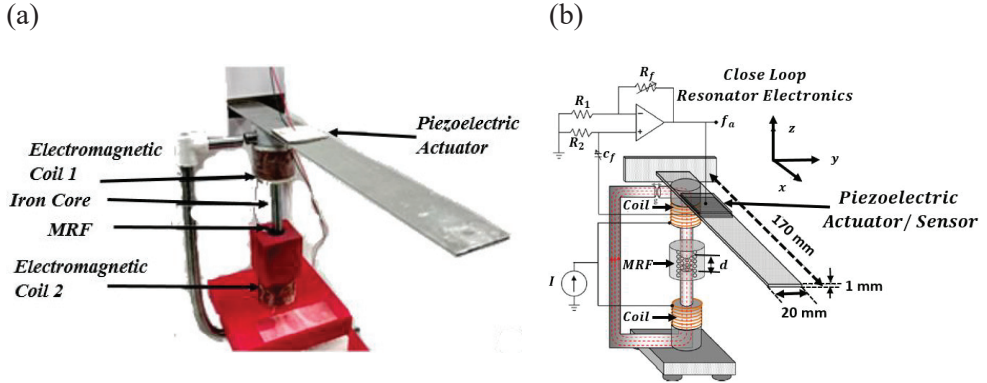 (a)
Electromagnetic
Coil 1
Iron Core
MRF
Electromagnetic
Coil 2
Piezoelectric
Actuator
(b)
R_f
R_1
R_2
c_f
−
+
f_a
Close Loop
Resonator Electronics
z
y
x
Coil
Piezoelectric
Actuator/ Sensor
170 mm
MRF
d
I
Coil
1 mm
20 mm